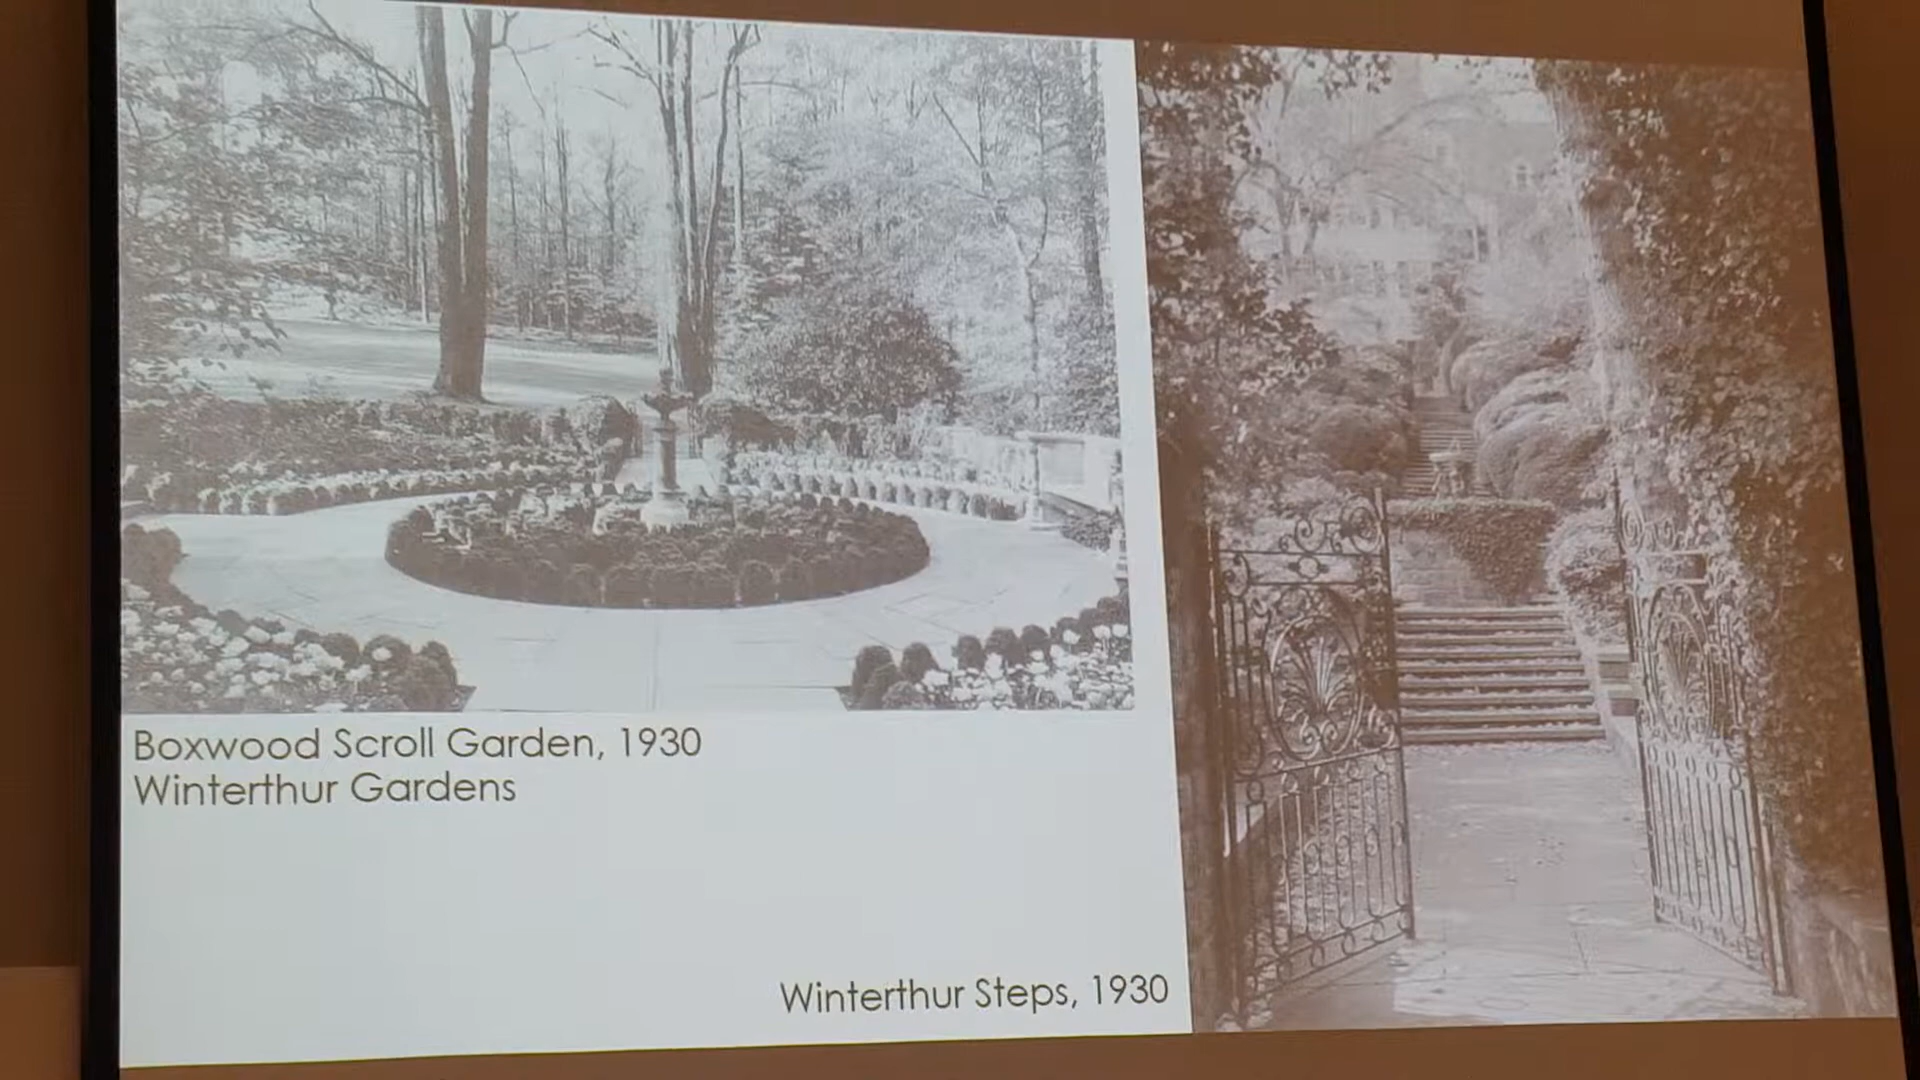 Boxwood Scroll Garden, 1930
Winterthur Gardens
Winterthur Steps, 1930